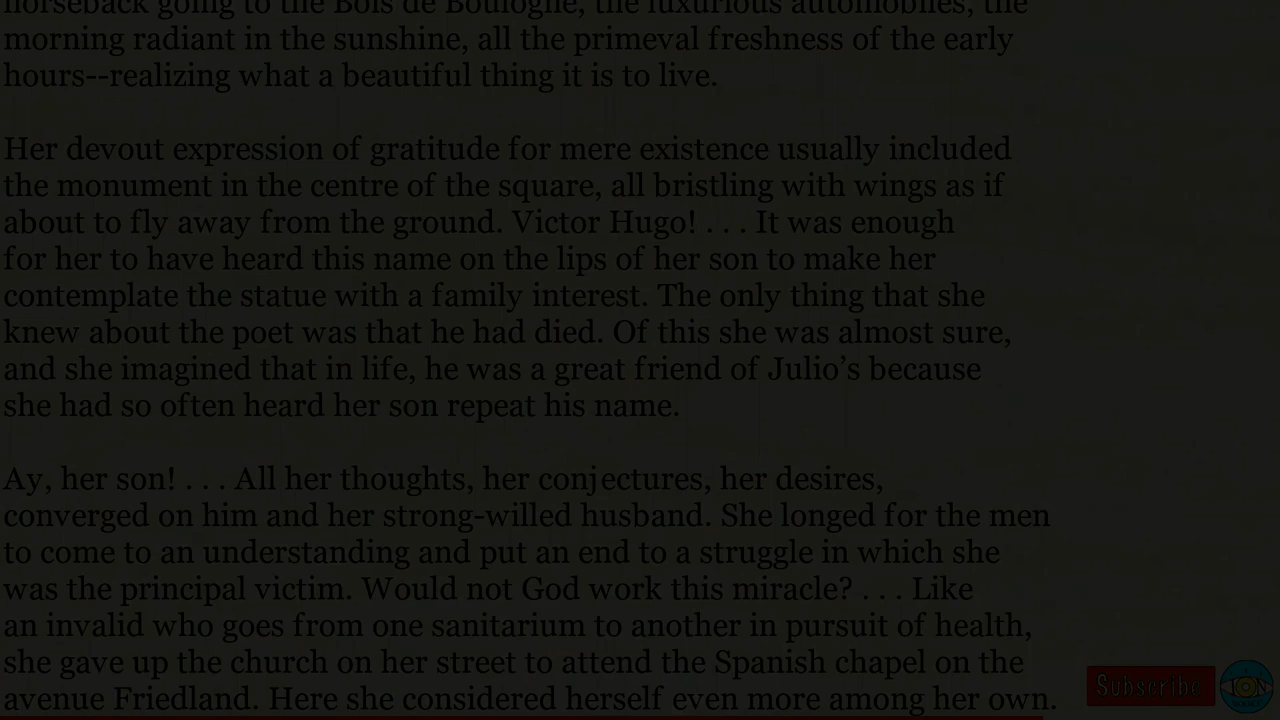 horseback going to the Bois de Boulogne, the luxurious automobiles, the
morning radiant in the sunshine, all the primeval freshness of the early
hours--realizing what a beautiful thing it is to live.
Her devout expression of gratitude for mere existence usually included
the monument in the centre of the square, all bristling with wings as if
about to fly away from the ground. Victor Hugo! . . . It was enough
for her to have heard this name on the lips of her son to make her
contemplate the statue with a family interest. The only thing that she
knew about the poet was that he had died. Of this she was almost sure,
and she imagined that in life, he was a great friend of Julio’s because
she had so often heard her son repeat his name.
Ay, her son! . . . All her thoughts, her conjectures, her desires,
converged on him and her strong-willed husband. She longed for the men
to come to an understanding and put an end to a struggle in which she
was the principal victim. Would not God work this miracle? . . . Like
an invalid who goes from one sanitarium to another in pursuit of health,
she gave up the church on her street to attend the Spanish chapel on the
avenue Friedland. Here she considered herself even more among her own.
Subscribe